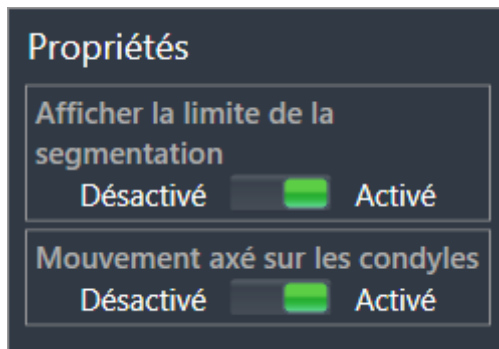 Propriétés
Afficher la limite de la
segmentation
Désactivé Activé
Mouvement axé sur les condyles
Désactivé Activé